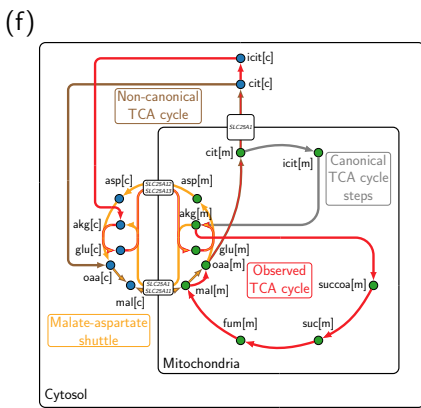 (f)
icit[c]
cit[c]
Non-canonical
TCA cycle
SLC25A1
cit[m]
icit[m]
Canonical
TCA cycle
steps
asp[c]
SLC25A12
SLC25A13
asp[m]
akg[c]
akg[m]
glu[c]
glu[m]
oaa[c]
oaa[m]
mal[c]
SLC25A1
SLC25A11
mal[m]
Observed
TCA cycle
succoa[m]
Malate-aspartate
shuttle
fum[m]
suc[m]
Mitochondria
Cytosol